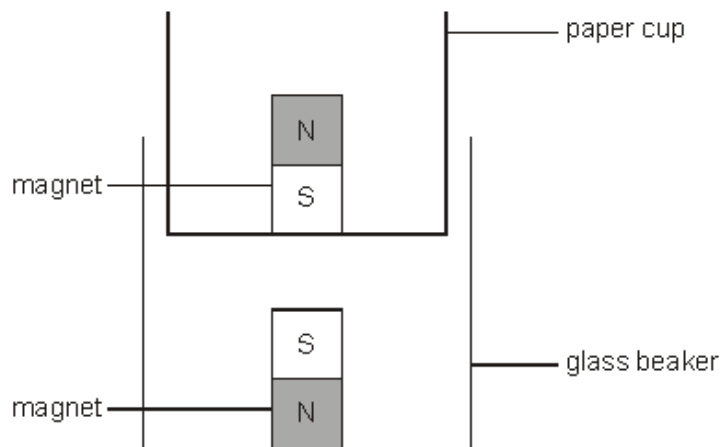 paper cup
N
magnet
S
S
glass beaker
magnet
N